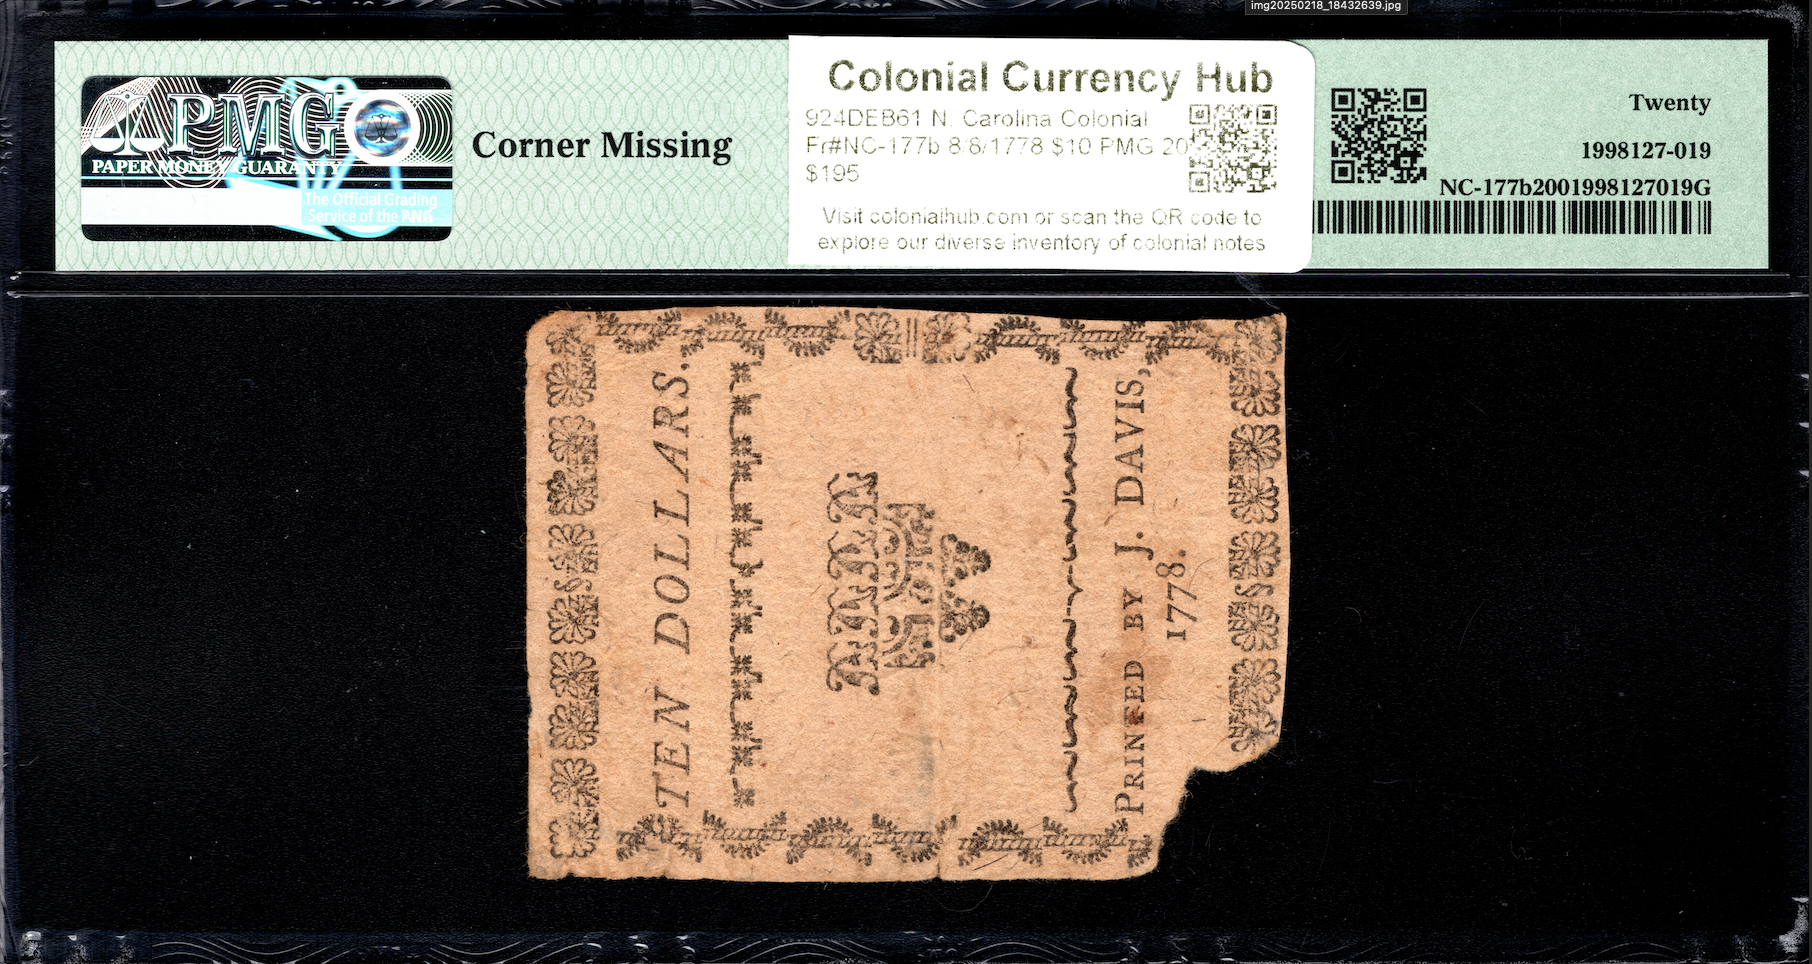 img20250218_18432639.jpg
PMG
PAPER MONEY GUARANTY
The Official Grading
Service of the PNG
Corner Missing
Colonial Currency Hub
924DEB61 N. Carolina Colonial
Fr#NC-177b 8/8/1778 $10 PMG 20
$195
Visit colonialhub.com or scan the QR code to
explore our diverse inventory of colonial notes
Twenty
1998127-019
NC-177b2001998127019G
TEN DOLLARS.
PRINTED BY J. DAVIS,
1778.